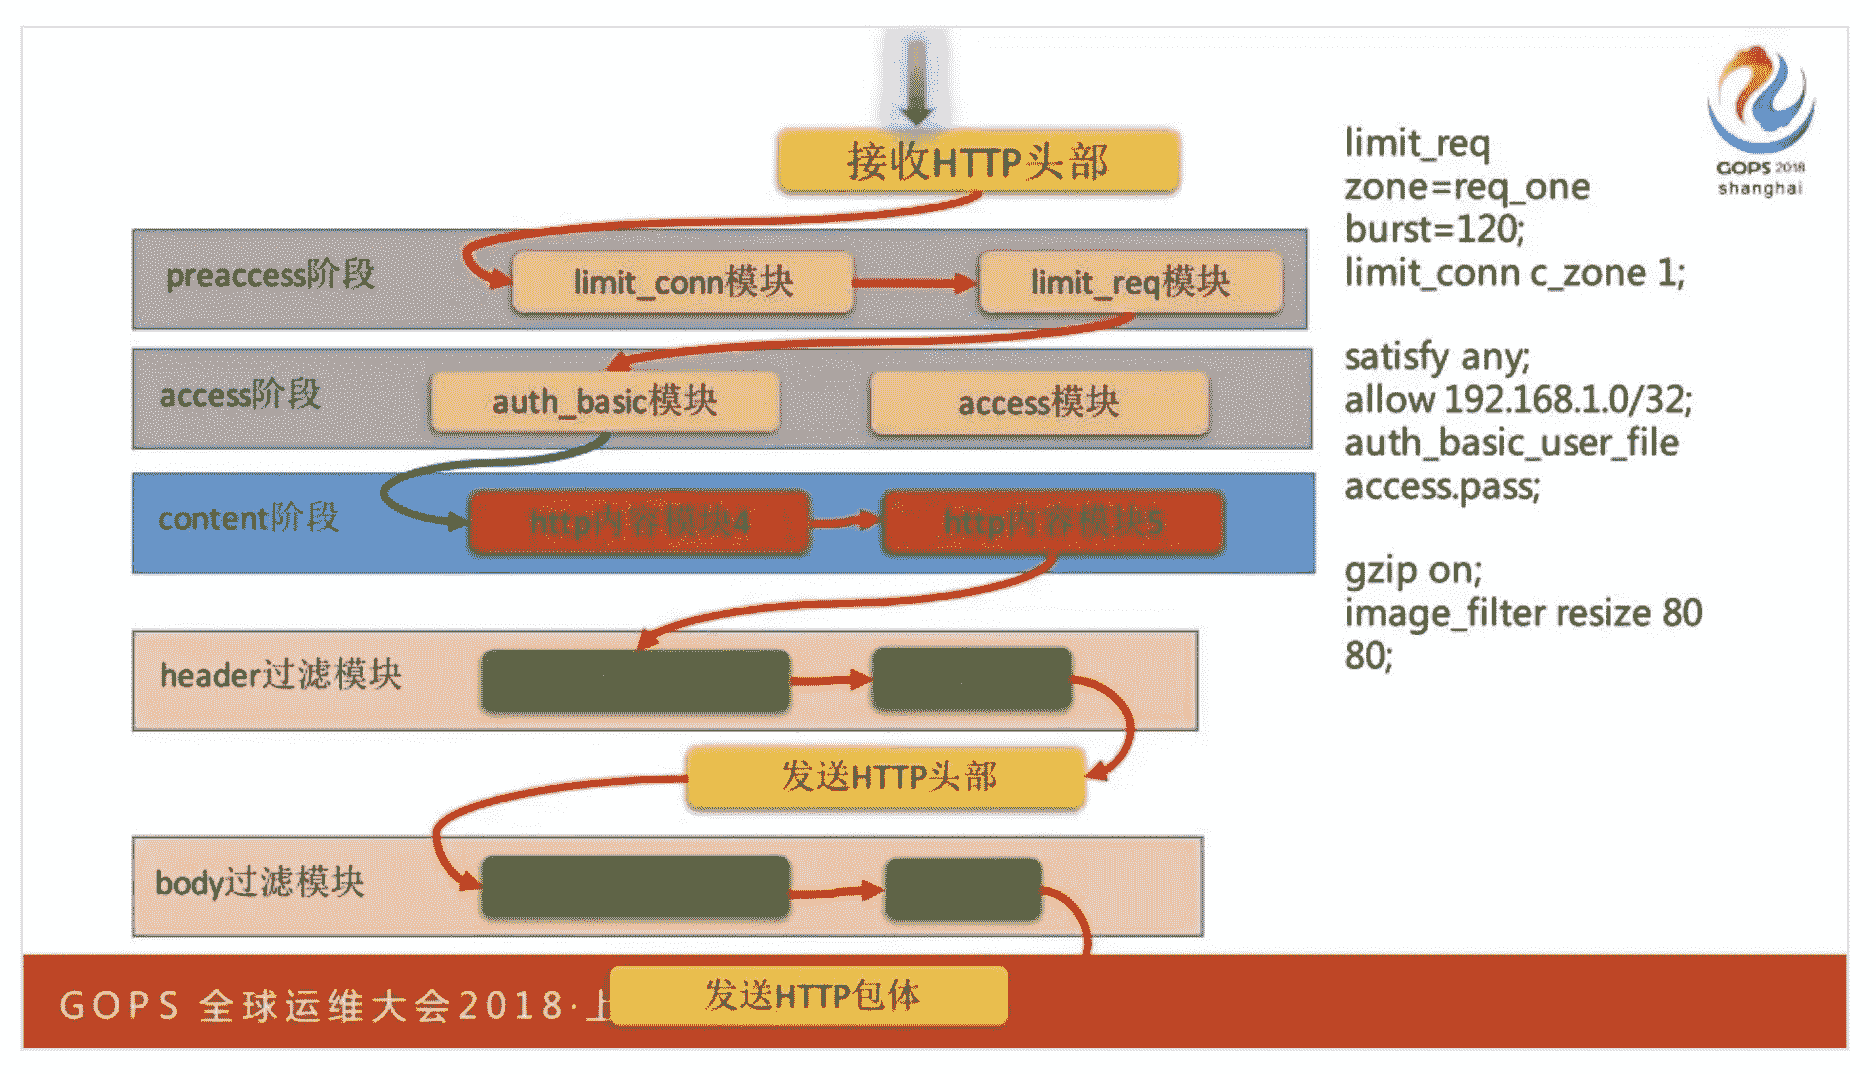 GOPS 2018
shanghai
接收HTTP头部
preaccess阶段
limit_conn模块
limit_req模块
access阶段
auth_basic模块
access模块
content阶段
http内容模块
http内容模块
header过滤模块
发送HTTP头部
body过滤模块
发送HTTP包体
limit_req
zone=req_one
burst=120;
limit_conn c_zone 1;
satisfy any;
allow 192.168.1.0/32;
auth_basic_user_file
access.pass;
gzip on;
image_filter resize 80
80;
GOPS 全球运维大会2018·上